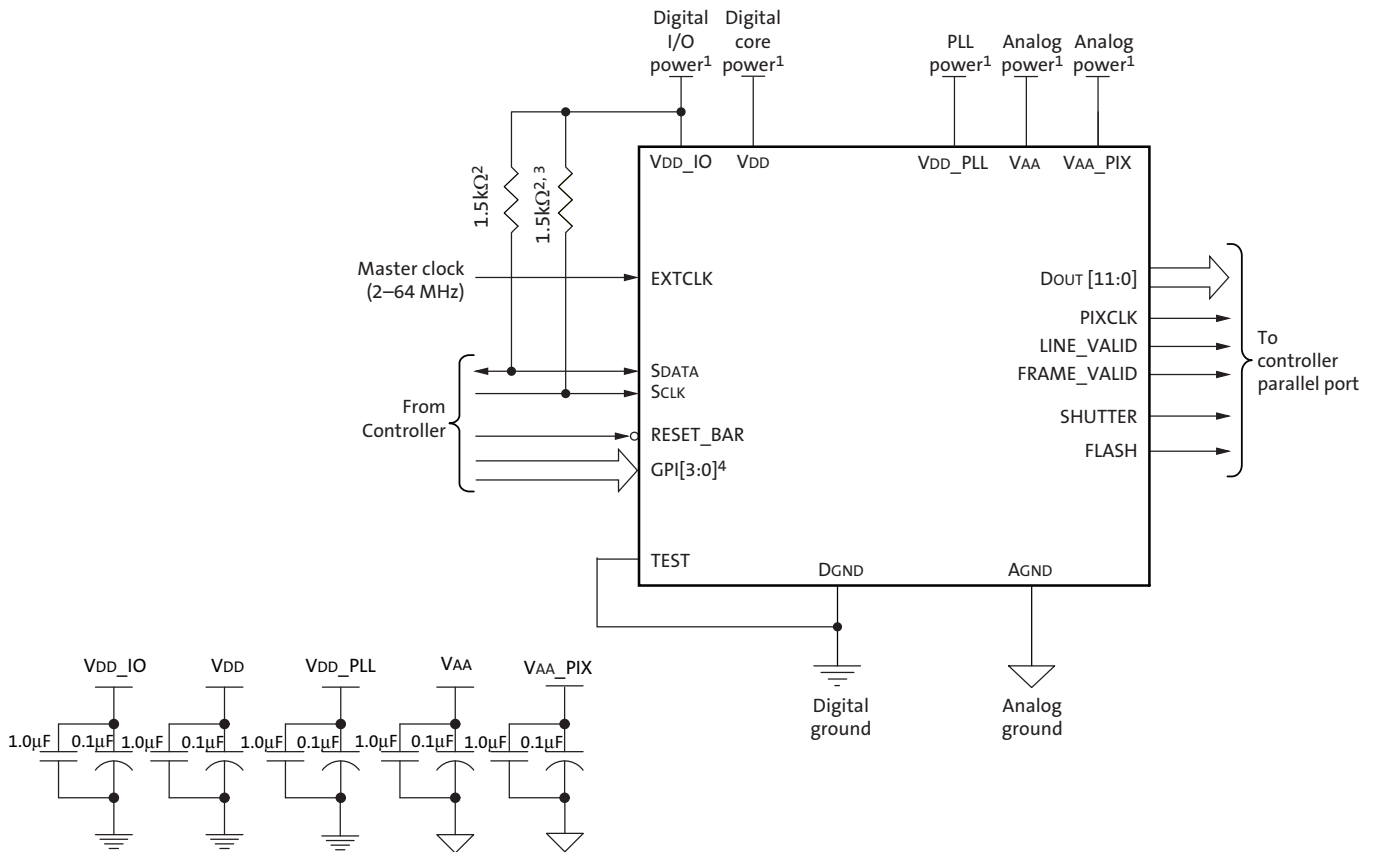 Digital
I/O
power1
Digital
core
power1
PLL
power1
Analog
power1
Analog
power1
VDD_IO
VDD
VDD_PLL
VAA
VAA_PIX
1.5kΩ2
1.5kΩ2, 3
Master clock
(2–64 MHz)
EXTCLK
SDATA
SCLK
From
Controller
RESET_BAR
GPI[3:0]4
TEST
DOUT [11:0]
PIXCLK
LINE_VALID
FRAME_VALID
SHUTTER
FLASH
To
controller
parallel port
DGND
AGND
Digital
ground
Analog
ground
VDD_IO
VDD
VDD_PLL
VAA
VAA_PIX
1.0µF
0.1µF
1.0µF
0.1µF
1.0µF
0.1µF
1.0µF
0.1µF
1.0µF
0.1µF